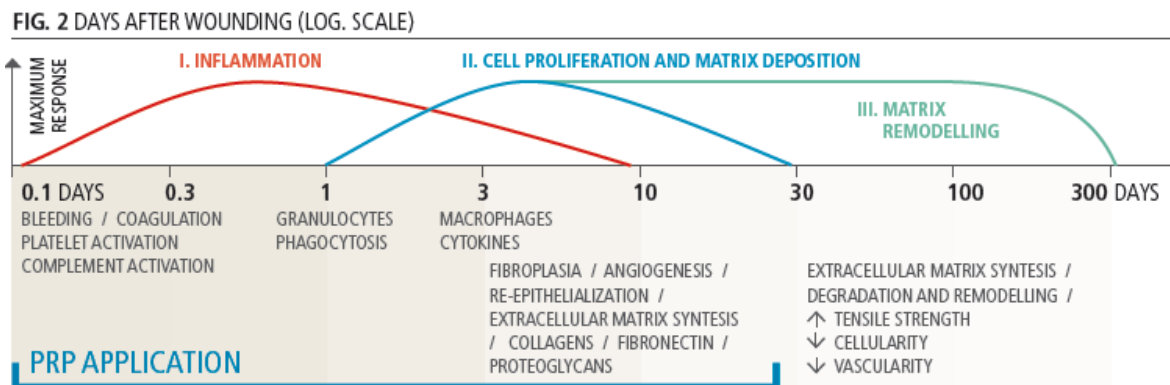 FIG. 2 DAYS AFTER WOUNDING (LOG. SCALE)
MAXIMUM
RESPONSE
I. INFLAMMATION
II. CELL PROLIFERATION AND MATRIX DEPOSITION
III. MATRIX
REMODELLING
0.1 DAYS 0.3 1 3 10 30 100 300 DAYS
BLEEDING / COAGULATION
PLATELET ACTIVATION
COMPLEMENT ACTIVATION
GRANULOCYTES
PHAGOCYTOSIS
MACROPHAGES
CYTOKINES
FIBROPLASIA / ANGIOGENESIS /
RE-EPITHELIALIZATION /
EXTRACELLULAR MATRIX SYNTESIS
/ COLLAGENS / FIBRONECTIN /
PROTEOGLYCANS
EXTRACELLULAR MATRIX SYNTESIS /
DEGRADATION AND REMODELLING /
↑ TENSILE STRENGTH
↓ CELLULARITY
↓ VASCULARITY
PRP APPLICATION